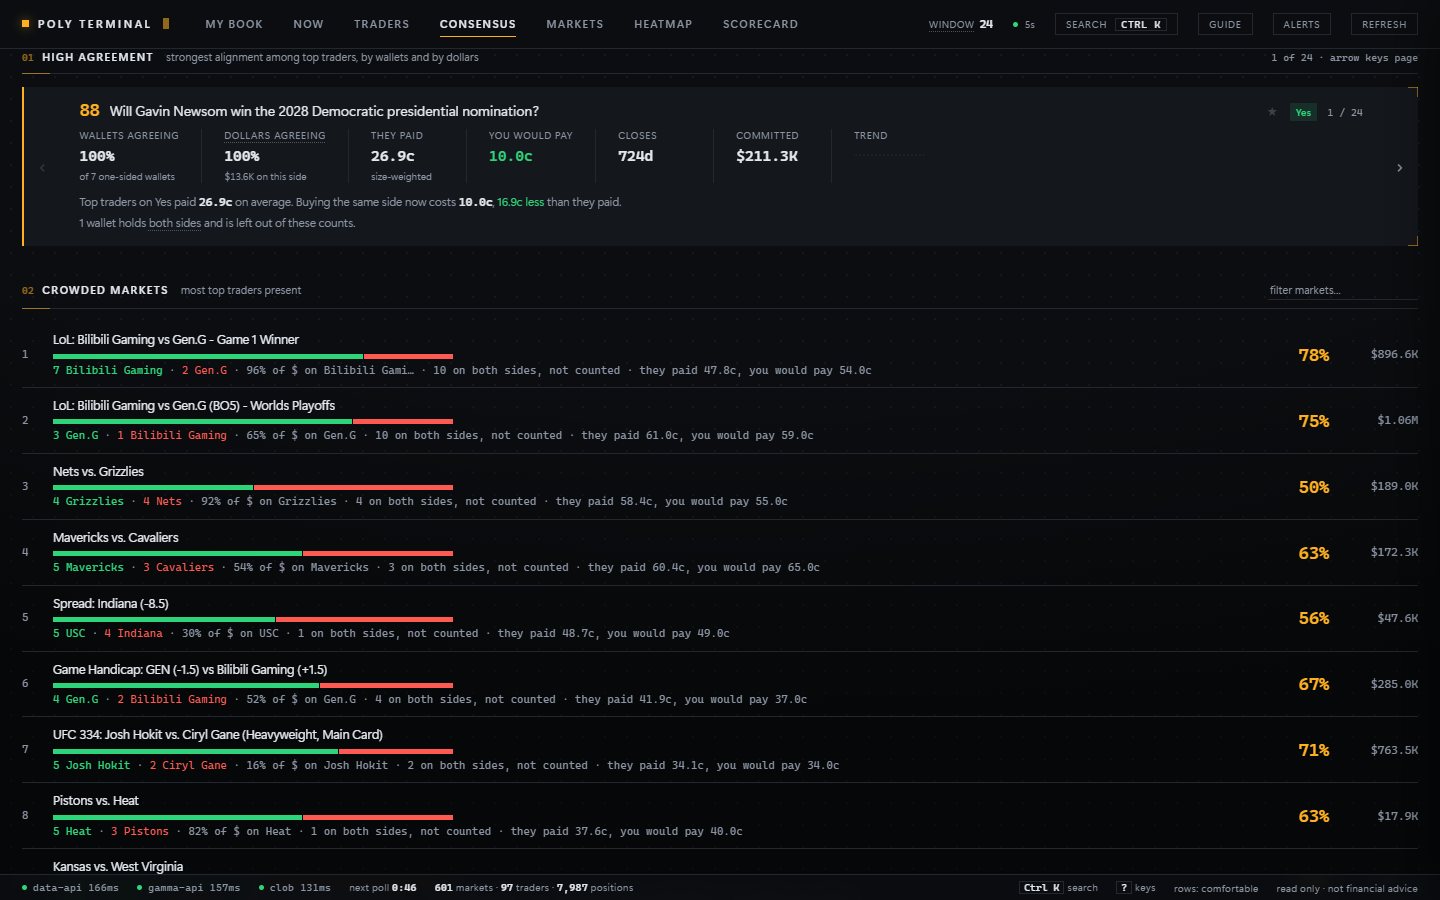 POLY TERMINAL MY BOOK NOW TRADERS CONSENSUS MARKETS HEATMAP SCORECARD WINDOW 24 5s SEARCH CTRL K GUIDE ALERTS REFRESH
01 HIGH AGREEMENT strongest alignment among top traders, by wallets and by dollars 1 of 24 · arrow keys page
88 Will Gavin Newsom win the 2028 Democratic presidential nomination? ★ Yes 1 / 24
WALLETS AGREEING DOLLARS AGREEING THEY PAID YOU WOULD PAY CLOSES COMMITTED TREND
100% 100% 26.9c 10.0c 724d $211.3K
of 7 one-sided wallets $13.6K on this side size-weighted
Top traders on Yes paid 26.9c on average. Buying the same side now costs 10.0c, 16.9c less than they paid.
1 wallet holds both sides and is left out of these counts.
02 CROWDED MARKETS most top traders present filter markets...
LoL: Bilibili Gaming vs Gen.G - Game 1 Winner
1 78% $896.6K
7 Bilibili Gaming · 2 Gen.G · 96% of $ on Bilibili Gami… · 10 on both sides, not counted · they paid 47.8c, you would pay 54.0c
LoL: Bilibili Gaming vs Gen.G (BO5) - Worlds Playoffs
2 75% $1.06M
3 Gen.G · 1 Bilibili Gaming · 65% of $ on Gen.G · 10 on both sides, not counted · they paid 61.0c, you would pay 59.0c
Nets vs. Grizzlies
3 50% $189.0K
4 Grizzlies · 4 Nets · 92% of $ on Grizzlies · 4 on both sides, not counted · they paid 58.4c, you would pay 55.0c
Mavericks vs. Cavaliers
4 63% $172.3K
5 Mavericks · 3 Cavaliers · 54% of $ on Mavericks · 3 on both sides, not counted · they paid 60.4c, you would pay 65.0c
Spread: Indiana (-8.5)
5 56% $47.6K
5 USC · 4 Indiana · 30% of $ on USC · 1 on both sides, not counted · they paid 48.7c, you would pay 49.0c
Game Handicap: GEN (-1.5) vs Bilibili Gaming (+1.5)
6 67% $285.0K
4 Gen.G · 2 Bilibili Gaming · 52% of $ on Gen.G · 4 on both sides, not counted · they paid 41.9c, you would pay 37.0c
UFC 334: Josh Hokit vs. Ciryl Gane (Heavyweight, Main Card)
7 71% $763.5K
5 Josh Hokit · 2 Ciryl Gane · 16% of $ on Josh Hokit · 2 on both sides, not counted · they paid 34.1c, you would pay 34.0c
Pistons vs. Heat
8 63% $17.9K
5 Heat · 3 Pistons · 82% of $ on Heat · 1 on both sides, not counted · they paid 37.6c, you would pay 40.0c
Kansas vs. West Virginia
data-api 166ms gamma-api 157ms clob 131ms next poll 0:46 601 markets · 97 traders · 7,987 positions Ctrl K search ? keys rows: comfortable read only · not financial advice